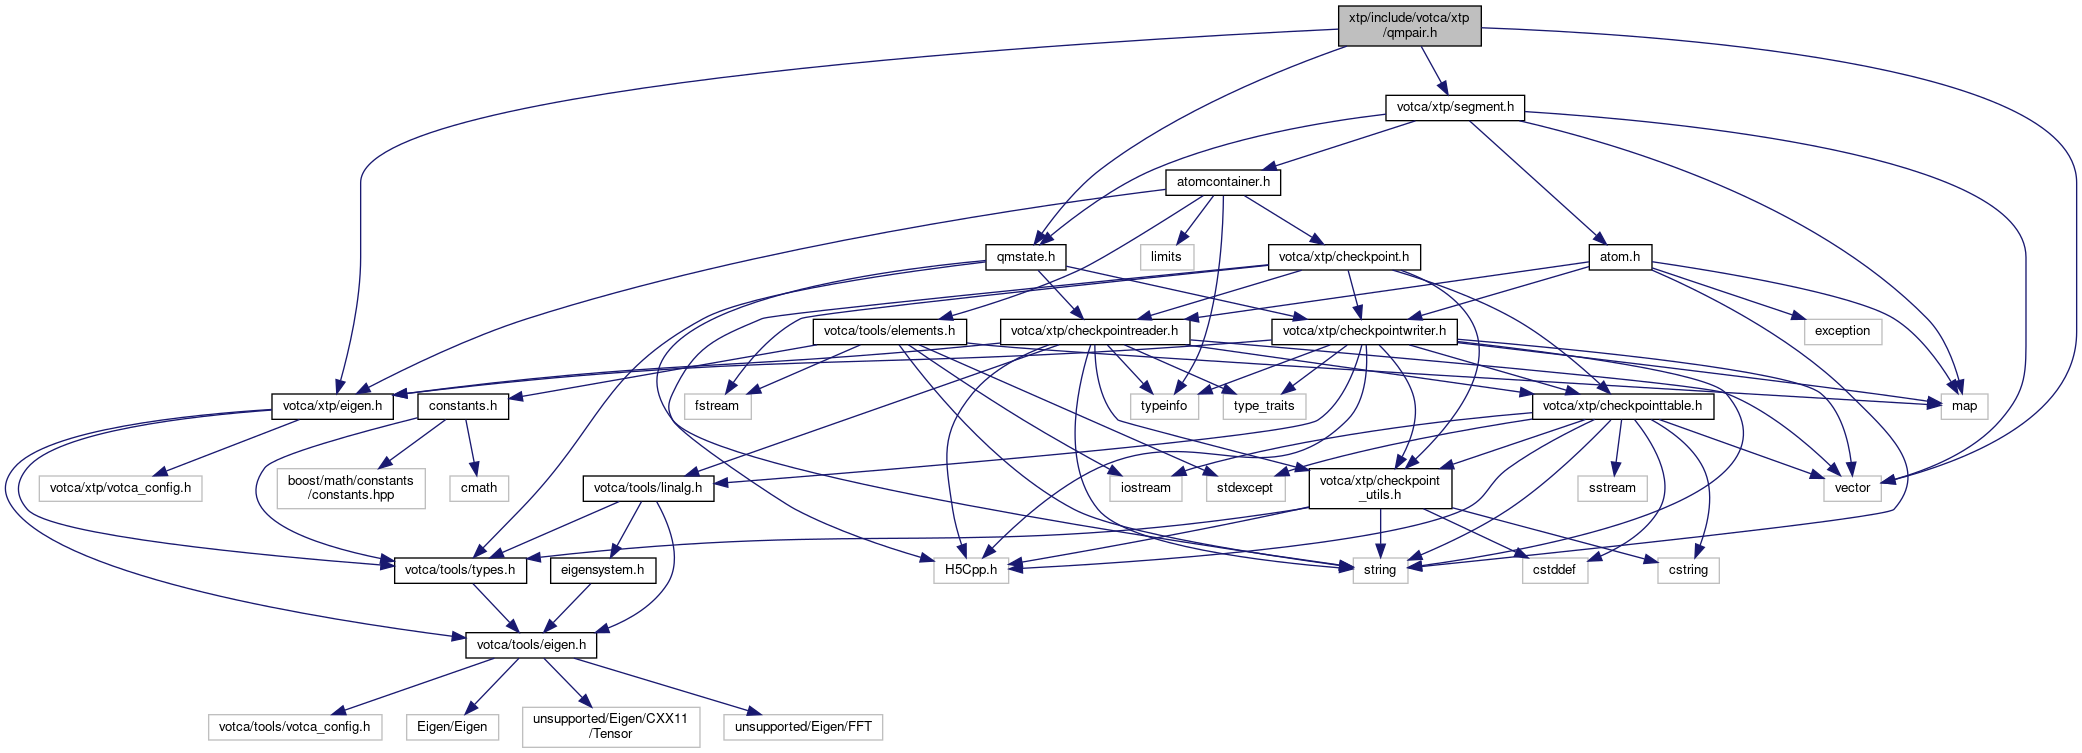 xtp/include/votca/xtp
/qmpair.h
votca/xtp/segment.h
atomcontainer.h
qmstate.h
limits
votca/xtp/checkpoint.h
atom.h
votca/tools/elements.h
votca/xtp/checkpointreader.h
votca/xtp/checkpointwriter.h
exception
votca/xtp/eigen.h
constants.h
fstream
typeinfo
type_traits
votca/xtp/checkpointtable.h
map
votca/xtp/votca_config.h
boost/math/constants
/constants.hpp
cmath
votca/tools/linalg.h
iostream
stdexcept
votca/xtp/checkpoint
_utils.h
sstream
vector
votca/tools/types.h
eigensystem.h
H5Cpp.h
string
cstddef
cstring
votca/tools/eigen.h
votca/tools/votca_config.h
Eigen/Eigen
unsupported/Eigen/CXX11
/Tensor
unsupported/Eigen/FFT